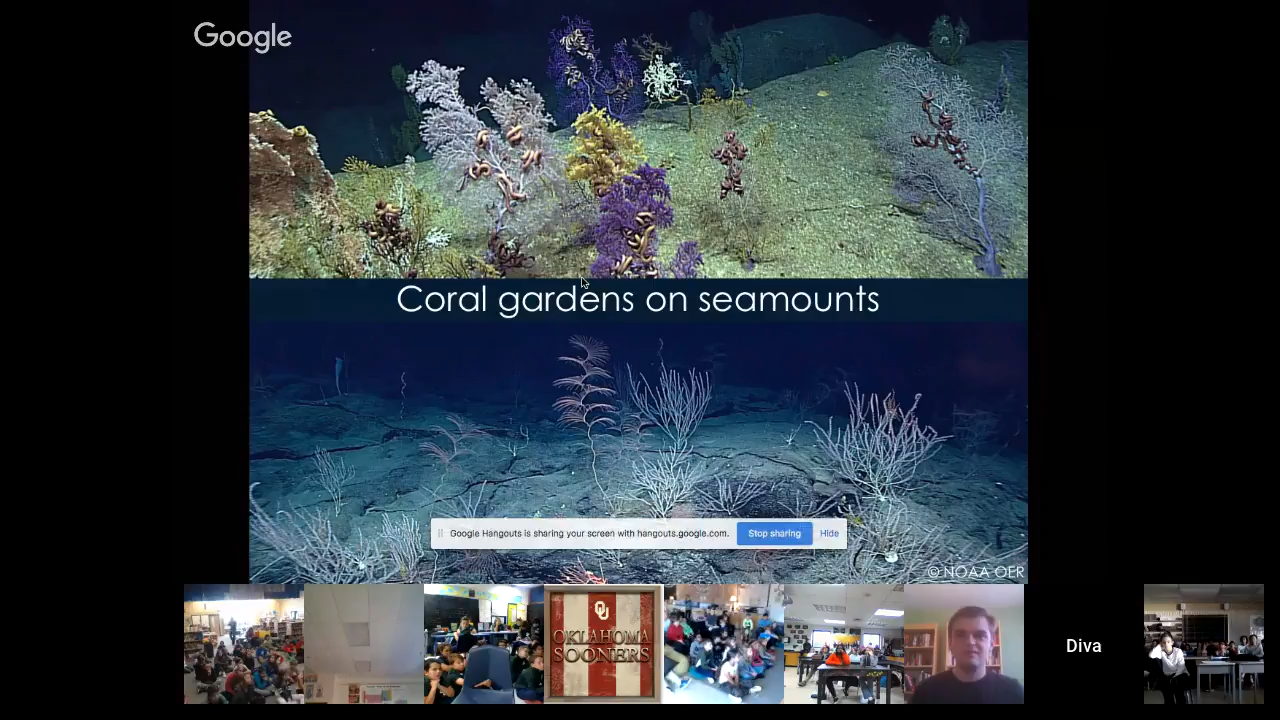 Google
Coral gardens on seamounts
Google Hangouts is sharing your screen with hangouts.google.com.
Stop sharing
Hide
© NOAA OER
OU
OKLAHOMA
SOONERS
Diva